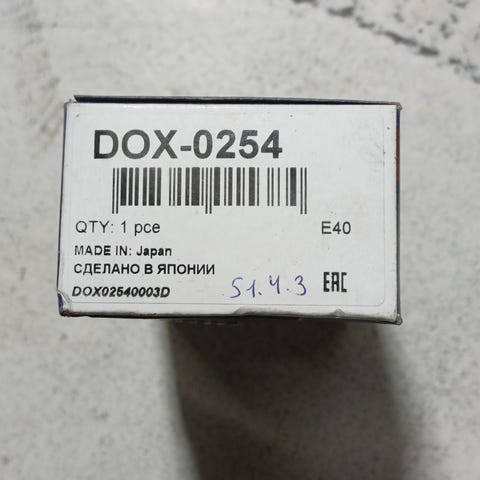 DOX-0254
QTY: 1 pce E40
MADE IN: Japan
СДЕЛАНО В ЯПОНИИ
DOX02540003D 51.4.3 EAC